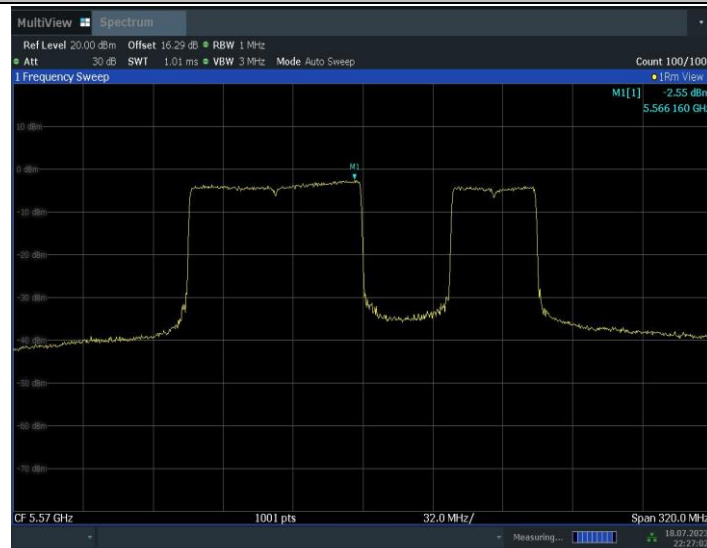 MultiView Spectrum
Ref Level 20.00 dBm Offset 16.29 dB RBW 1 MHz
Att 30 dB SWT 1.01 ms VBW 3 MHz Mode Auto Sweep Count 100/100
1 Frequency Sweep 1Rm View
M1[1] -2.55 dBm
5.566 160 GHz
10 dBm
0 dBm
M1
-10 dBm
-20 dBm
-30 dBm
-40 dBm
-50 dBm
-60 dBm
-70 dBm
CF 5.57 GHz 1001 pts 32.0 MHz/ Span 320.0 MHz
Measuring... 18.07.2023
22:27:03